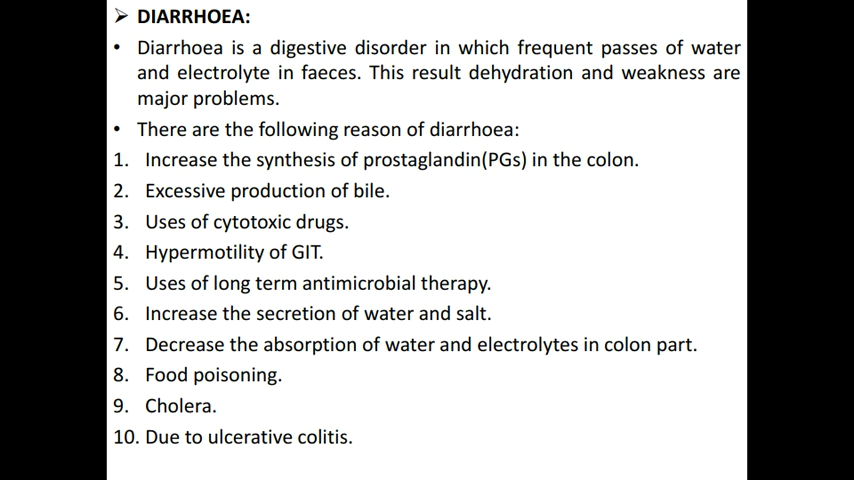 ➢ DIARRHOEA:
• Diarrhoea is a digestive disorder in which frequent passes of water
and electrolyte in faeces. This result dehydration and weakness are
major problems.
• There are the following reason of diarrhoea:
1. Increase the synthesis of prostaglandin(PGs) in the colon.
2. Excessive production of bile.
3. Uses of cytotoxic drugs.
4. Hypermotility of GIT.
5. Uses of long term antimicrobial therapy.
6. Increase the secretion of water and salt.
7. Decrease the absorption of water and electrolytes in colon part.
8. Food poisoning.
9. Cholera.
10. Due to ulcerative colitis.